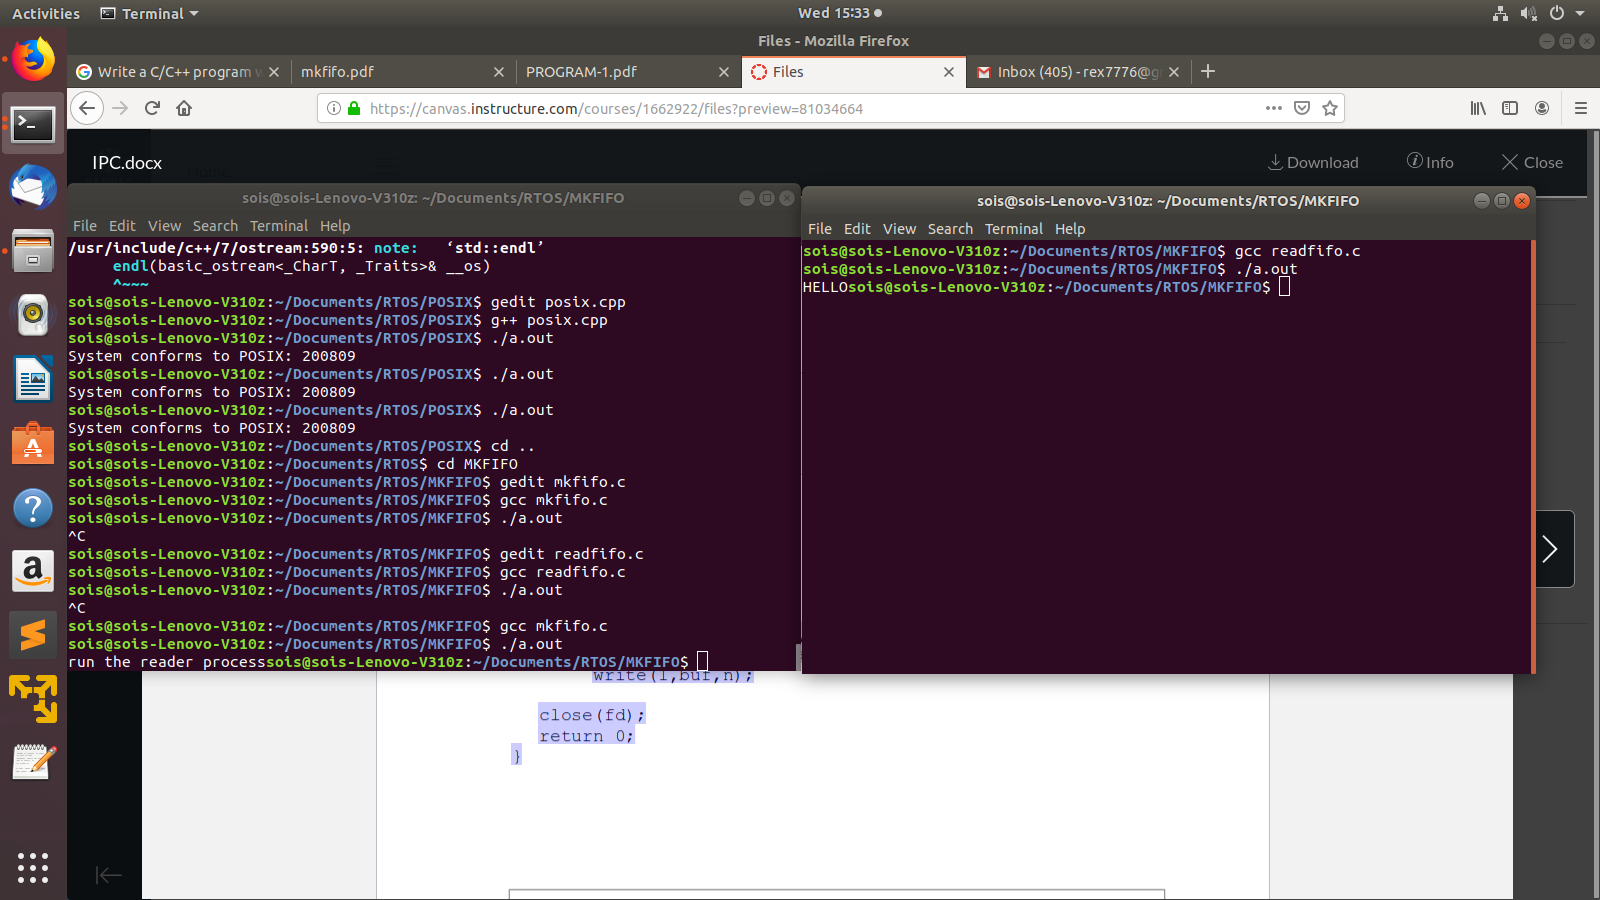 Activities Terminal Wed 15:33
Files - Mozilla Firefox
Write a C/C++ program w mkfifo.pdf PROGRAM-1.pdf Files Inbox (405) - rex7776@g
https://canvas.instructure.com/courses/1662922/files?preview=81034664
IPC.docx Download Info Close
sois@sois-Lenovo-V310z: ~/Documents/RTOS/MKFIFO
File Edit View Search Terminal Help
/usr/include/c++/7/ostream:590:5: note:   ‘std::endl’
     endl(basic_ostream<_CharT, _Traits>& __os)
     ^~~~
sois@sois-Lenovo-V310z:~/Documents/RTOS/POSIX$ gedit posix.cpp
sois@sois-Lenovo-V310z:~/Documents/RTOS/POSIX$ g++ posix.cpp
sois@sois-Lenovo-V310z:~/Documents/RTOS/POSIX$ ./a.out
System conforms to POSIX: 200809
sois@sois-Lenovo-V310z:~/Documents/RTOS/POSIX$ ./a.out
System conforms to POSIX: 200809
sois@sois-Lenovo-V310z:~/Documents/RTOS/POSIX$ ./a.out
System conforms to POSIX: 200809
sois@sois-Lenovo-V310z:~/Documents/RTOS/POSIX$ cd ..
sois@sois-Lenovo-V310z:~/Documents/RTOS$ cd MKFIFO
sois@sois-Lenovo-V310z:~/Documents/RTOS/MKFIFO$ gedit mkfifo.c
sois@sois-Lenovo-V310z:~/Documents/RTOS/MKFIFO$ gcc mkfifo.c
sois@sois-Lenovo-V310z:~/Documents/RTOS/MKFIFO$ ./a.out
^C
sois@sois-Lenovo-V310z:~/Documents/RTOS/MKFIFO$ gedit readfifo.c
sois@sois-Lenovo-V310z:~/Documents/RTOS/MKFIFO$ gcc readfifo.c
sois@sois-Lenovo-V310z:~/Documents/RTOS/MKFIFO$ ./a.out
^C
sois@sois-Lenovo-V310z:~/Documents/RTOS/MKFIFO$ gcc mkfifo.c
sois@sois-Lenovo-V310z:~/Documents/RTOS/MKFIFO$ ./a.out
run the reader processsois@sois-Lenovo-V310z:~/Documents/RTOS/MKFIFO$
sois@sois-Lenovo-V310z: ~/Documents/RTOS/MKFIFO
File Edit View Search Terminal Help
sois@sois-Lenovo-V310z:~/Documents/RTOS/MKFIFO$ gcc readfifo.c
sois@sois-Lenovo-V310z:~/Documents/RTOS/MKFIFO$ ./a.out
HELLOsois@sois-Lenovo-V310z:~/Documents/RTOS/MKFIFO$
write(1,buf,n);
close(fd);
return 0;
}